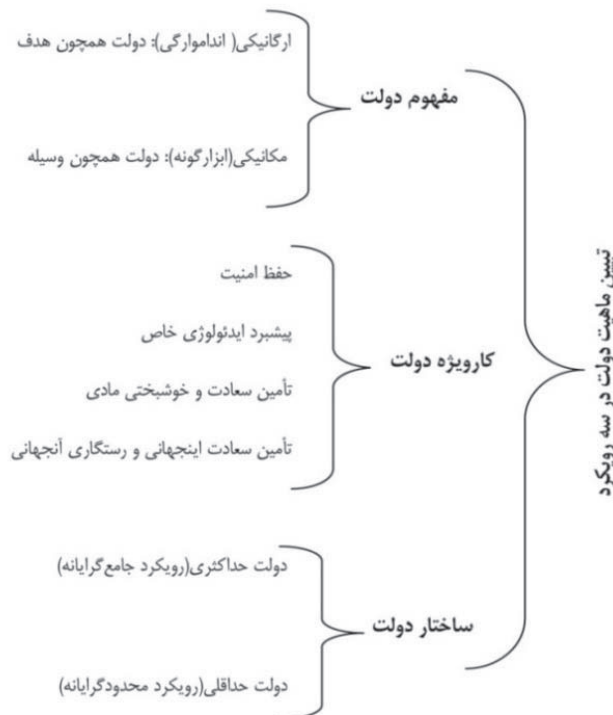 تبیین ماهیت دولت در سه رویکرد
مفهوم دولت
ارگانیکی( انداموارگی): دولت همچون هدف
مکانیکی(ابزارگونه): دولت همچون وسیله
کارویژه دولت
حفظ امنیت
پیشبرد ایدئولوژی خاص
تأمین سعادت و خوشبختی مادی
تأمین سعادت اینجهانی و رستگاری آنجهانی
ساختار دولت
دولت حداکثری(رویکرد جامع‌گرایانه)
دولت حداقلی(رویکرد محدودگرایانه)